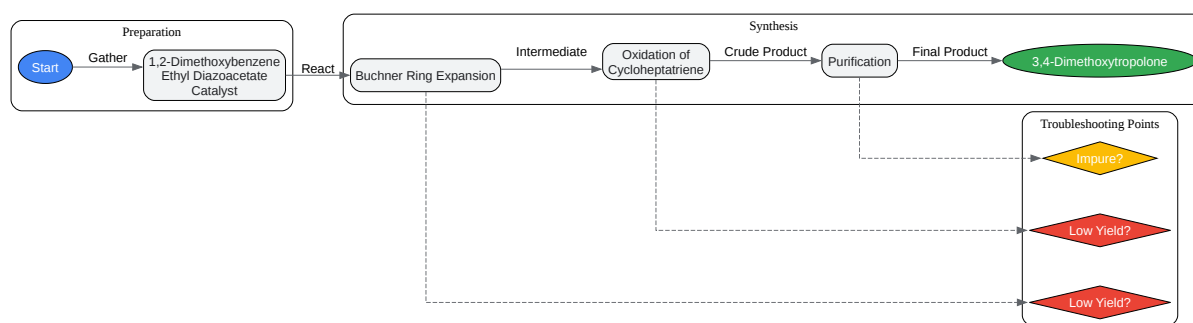 Preparation
Start
Gather
1,2-Dimethoxybenzene
Ethyl Diazoacetate
Catalyst
React
Synthesis
Buchner Ring Expansion
Intermediate
Oxidation of
Cycloheptatriene
Crude Product
Purification
Final Product
3,4-Dimethoxytropolone
Troubleshooting Points
Impure?
Low Yield?
Low Yield?